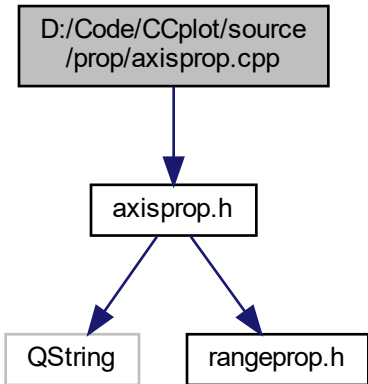 D:/Code/CCplot/source
/prop/axisprop.cpp
axisprop.h
QString
rangeprop.h